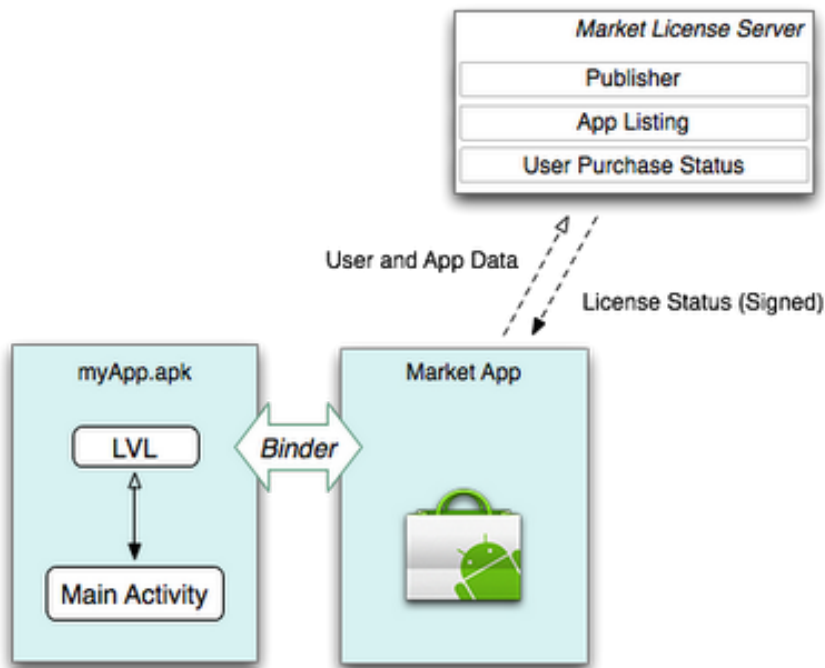 Market License Server
Publisher
App Listing
User Purchase Status
User and App Data
License Status (Signed)
myApp.apk
Market App
LVL
Binder
Main Activity